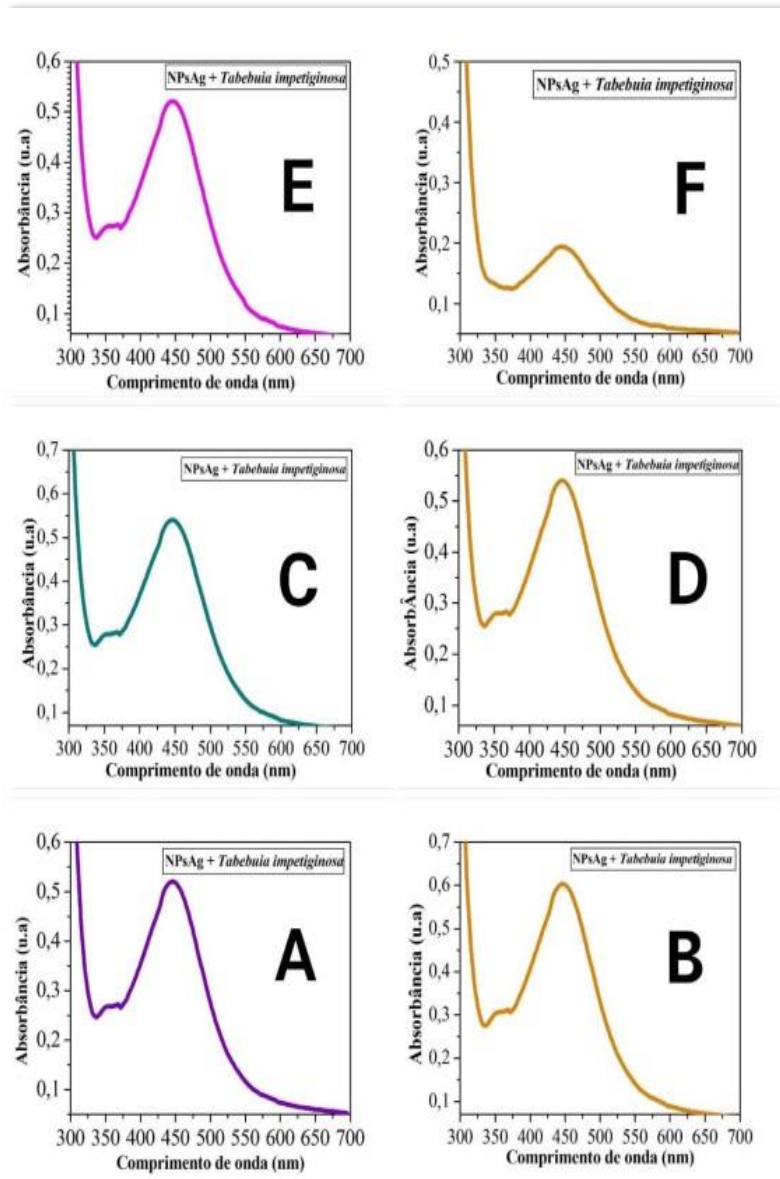 0,6
0,5
0,4
0,3
0,2
0,1
Absorbância (u.a)
NPsAg + Tabebuia impetiginosa
E
300 350 400 450 500 550 600 650 700
Comprimento de onda (nm)
0,5
0,4
0,3
0,2
0,1
Absorbância (u.a)
NPsAg + Tabebuia impetiginosa
F
300 350 400 450 500 550 600 650 700
Comprimento de onda (nm)
0,7
0,6
0,5
0,4
0,3
0,2
0,1
Absorbância (u.a)
NPsAg + Tabebuia impetiginosa
C
300 350 400 450 500 550 600 650 700
Comprimento de onda (nm)
0,6
0,5
0,4
0,3
0,2
0,1
AbsorbÂncia (u.a)
NPsAg + Tabebuia impetiginosa
D
300 350 400 450 500 550 600 650 700
Comprimento de onda (nm)
0,6
0,5
0,4
0,3
0,2
0,1
Absorbância (u.a)
NPsAg + Tabebuia impetiginosa
A
300 350 400 450 500 550 600 650 700
Comprimento de onda (nm)
0,7
0,6
0,5
0,4
0,3
0,2
0,1
Absorbância (u.a)
NPsAg + Tabebuia impetiginosa
B
300 350 400 450 500 550 600 650 700
Comprimento de onda (nm)